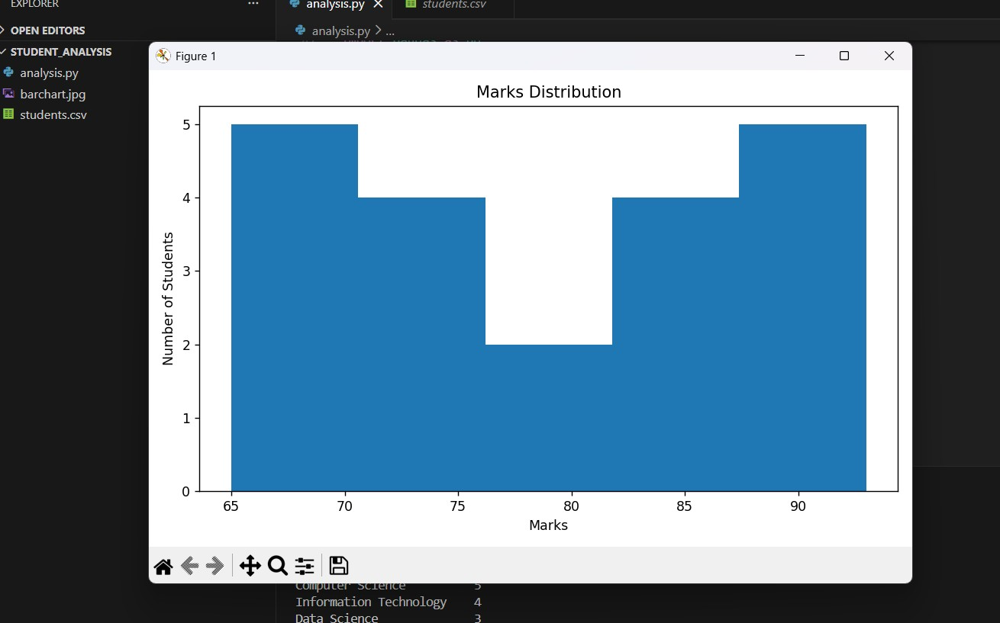 EXPLORER
...
analysis.py
students.csv
OPEN EDITORS
analysis.py > ...
STUDENT_ANALYSIS
analysis.py
barchart.jpg
students.csv
Figure 1
Marks Distribution
5
4
3
2
1
0
Number of Students
65 70 75 80 85 90
Marks
Computer Science 5
Information Technology 4
Data Science 3